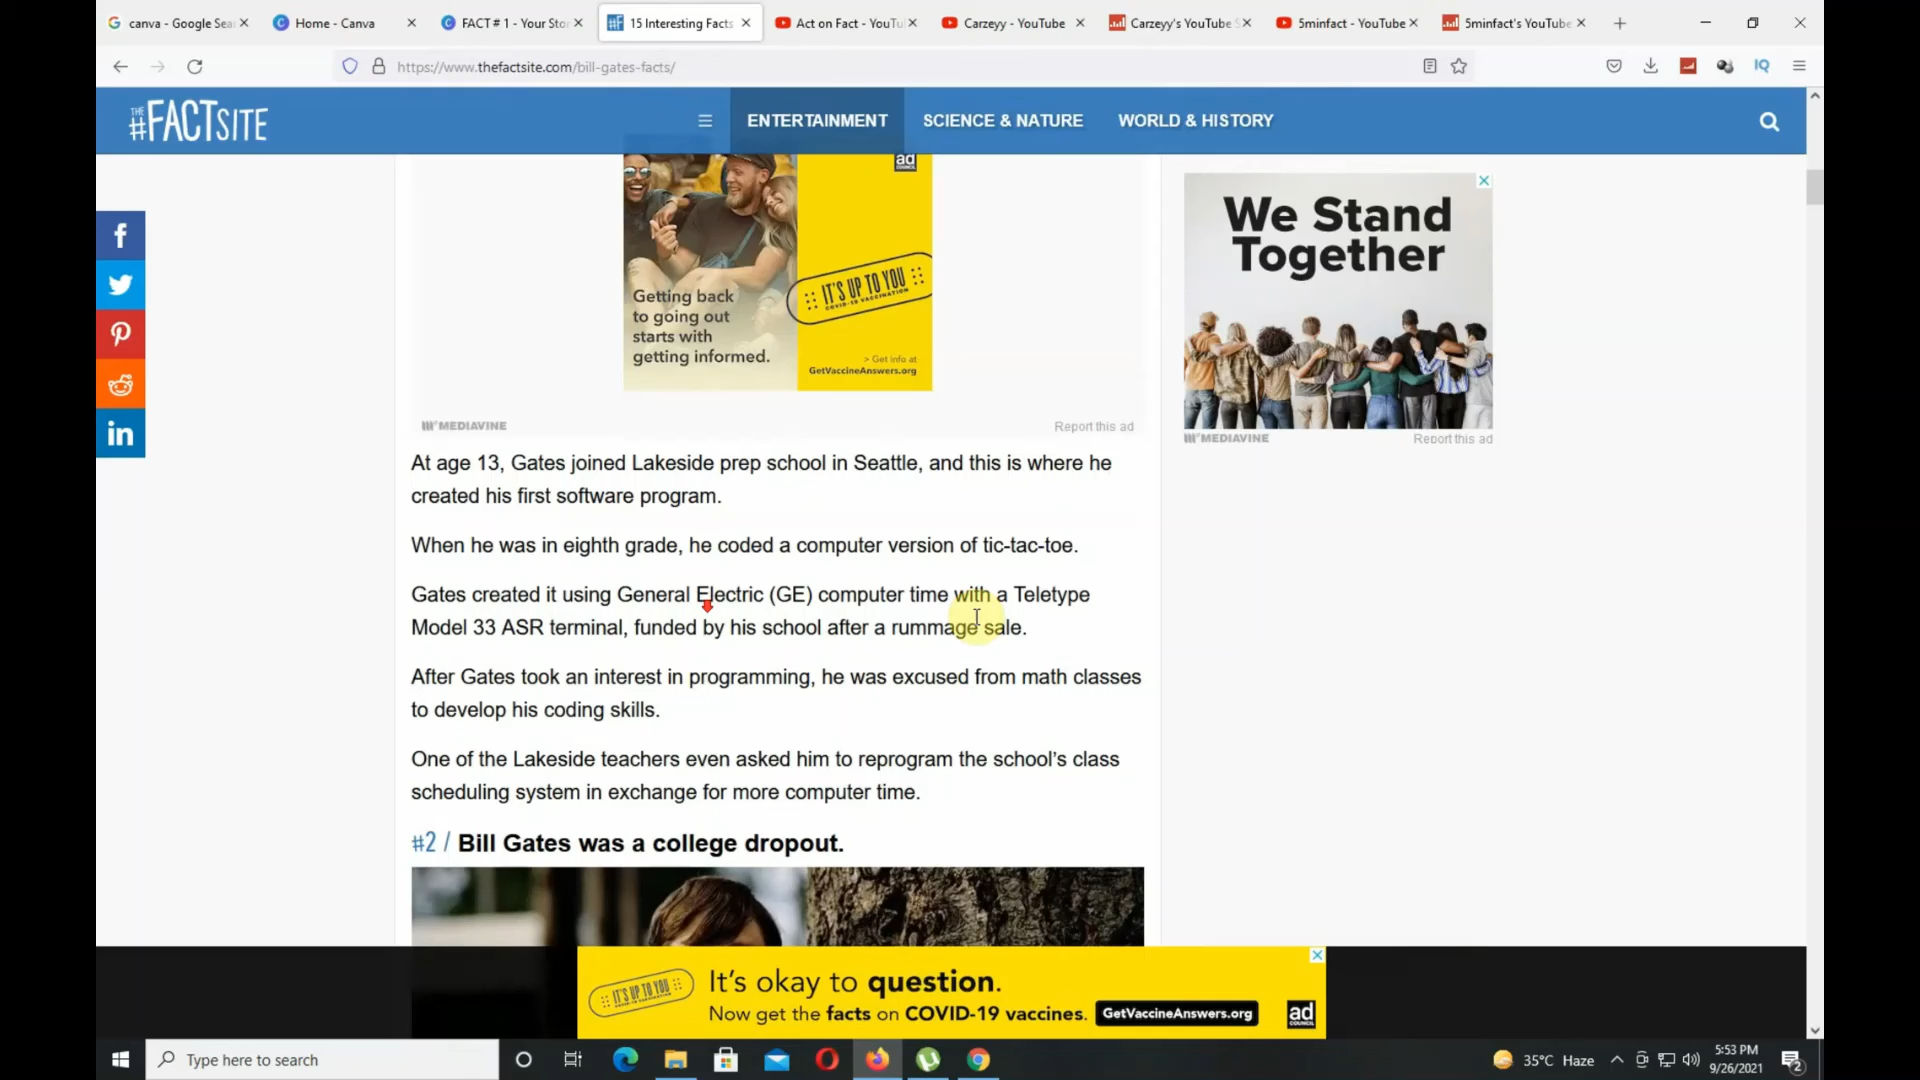 canva - Google Sea
Home - Canva
FACT # 1 - Your Sto
15 Interesting Facts
Act on Fact - YouTu
Carzeyy - YouTube
Carzeyy's YouTube S
5minfact - YouTube
5minfact's YouTube
https://www.thefactsite.com/bill-gates-facts/
IQ
THE #FACTSITE
ENTERTAINMENT
SCIENCE & NATURE
WORLD & HISTORY
ad COUNCIL
Getting back
to going out
starts with
getting informed.
IT'S UP TO YOU
COVID-19 VACCINATION
> Get info at
GetVaccineAnswers.org
MEDIAVINE
Report this ad
We Stand
Together
MEDIAVINE
Report this ad
f
in
At age 13, Gates joined Lakeside prep school in Seattle, and this is where he
created his first software program.
When he was in eighth grade, he coded a computer version of tic-tac-toe.
Gates created it using General Electric (GE) computer time with a Teletype
Model 33 ASR terminal, funded by his school after a rummage sale.
After Gates took an interest in programming, he was excused from math classes
to develop his coding skills.
One of the Lakeside teachers even asked him to reprogram the school's class
scheduling system in exchange for more computer time.
#2 / Bill Gates was a college dropout.
IT'S UP TO YOU
It's okay to question.
Now get the facts on COVID-19 vaccines.
GetVaccineAnswers.org
ad COUNCIL
Type here to search
35°C Haze
5:53 PM
9/26/2021
2